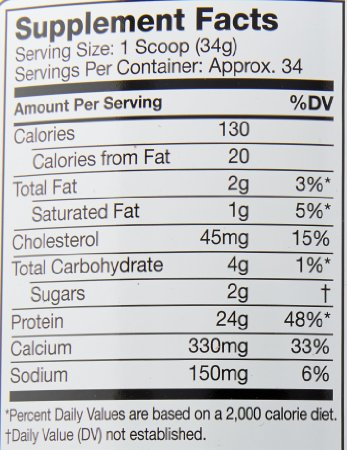 Supplement Facts
Serving Size: 1 Scoop (34g)
Servings Per Container: Approx. 34
Amount Per Serving %DV
Calories 130
Calories from Fat 20
Total Fat 2g 3%*
Saturated Fat 1g 5%*
Cholesterol 45mg 15%
Total Carbohydrate 4g 1%*
Sugars 2g †
Protein 24g 48%*
Calcium 330mg 33%
Sodium 150mg 6%
*Percent Daily Values are based on a 2,000 calorie diet.
†Daily Value (DV) not established.